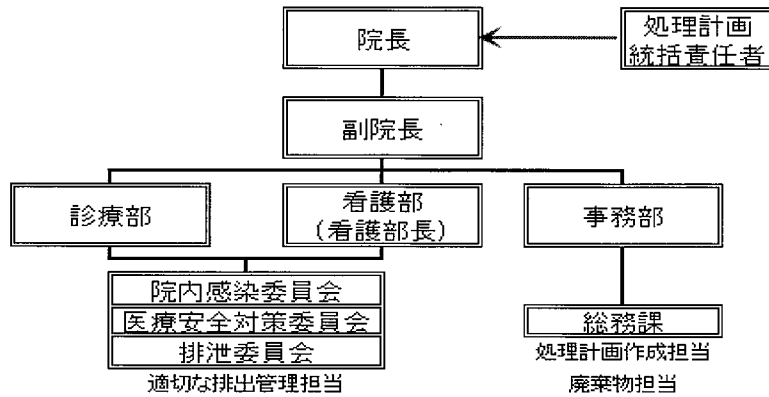 院長
処理計画
統括責任者
副院長
診療部
看護部
(看護部長)
事務部
院内感染委員会
医療安全対策委員会
排泄委員会
適切な排出管理担当
総務課
処理計画作成担当
廃棄物担当